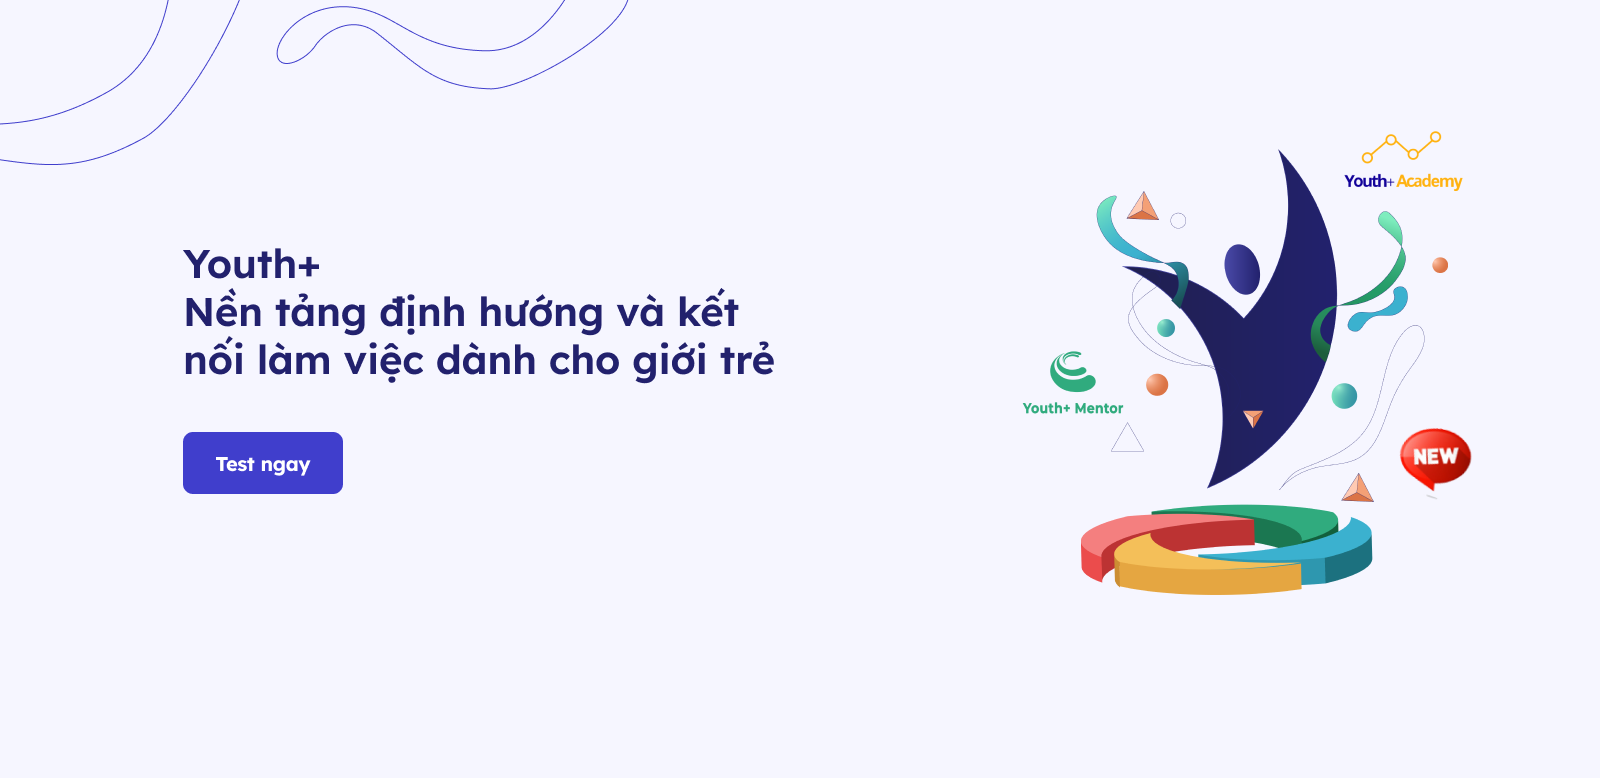 Youth+
Nền tảng định hướng và kết
nối làm việc dành cho giới trẻ
Test ngay
Youth+ Academy
Youth+ Mentor
NEW